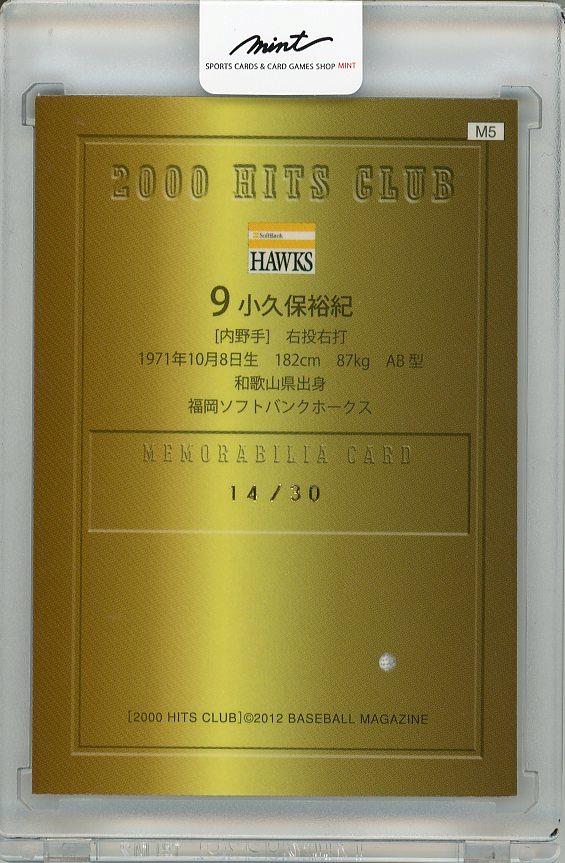 mint
SPORTS CARDS & CARD GAMES SHOP MINT
M5
2000 HITS CLUB
SoftBank
HAWKS
9 小久保裕紀
[内野手] 右投右打
1971年10月8日生 182cm 87kg AB型
和歌山県出身
福岡ソフトバンクホークス
MEMORABILIA CARD
14/30
[2000 HITS CLUB]©2012 BASEBALL MAGAZINE